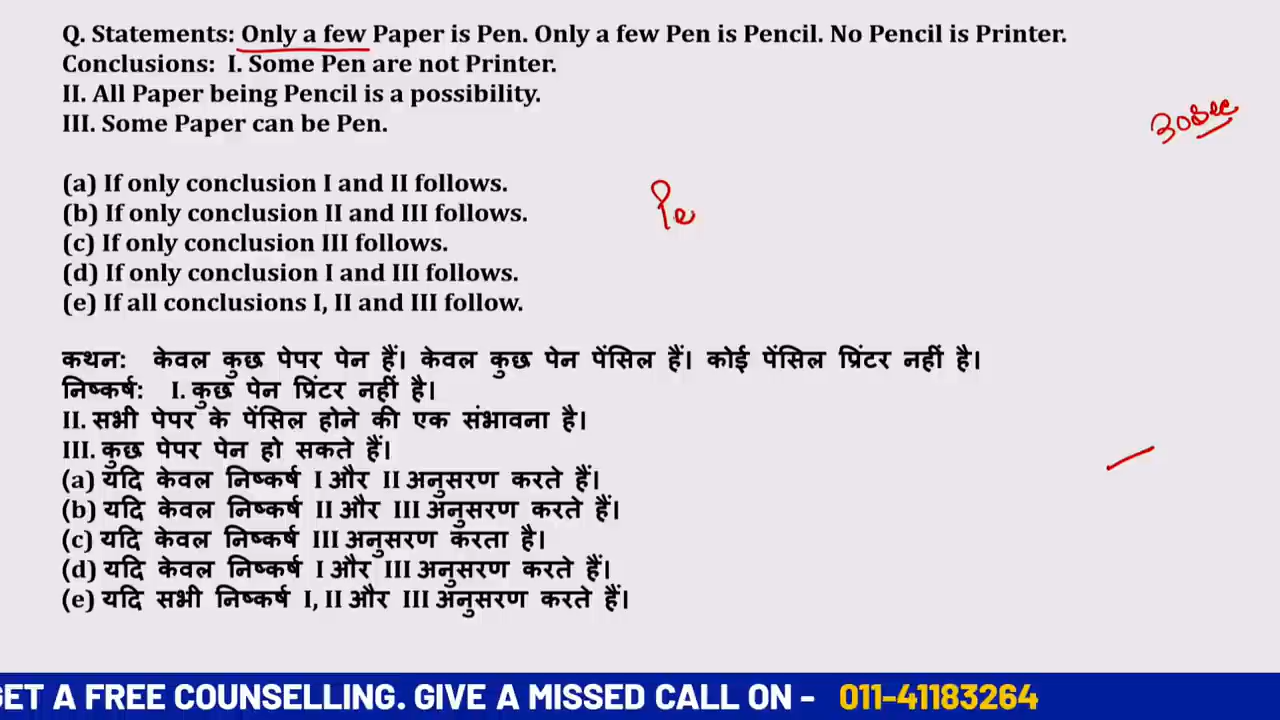 Q. Statements: Only a few Paper is Pen. Only a few Pen is Pencil. No Pencil is Printer.
Conclusions: I. Some Pen are not Printer.
II. All Paper being Pencil is a possibility.
III. Some Paper can be Pen.
30sec
(a) If only conclusion I and II follows.
(b) If only conclusion II and III follows.
(c) If only conclusion III follows.
(d) If only conclusion I and III follows.
(e) If all conclusions I, II and III follow.
Pe
कथन: केवल कुछ पेपर पेन हैं। केवल कुछ पेन पेंसिल हैं। कोई पेंसिल प्रिंटर नहीं है।
निष्कर्ष: I. कुछ पेन प्रिंटर नहीं है।
II. सभी पेपर के पेंसिल होने की एक संभावना है।
III. कुछ पेपर पेन हो सकते हैं।
(a) यदि केवल निष्कर्ष I और II अनुसरण करते हैं।
(b) यदि केवल निष्कर्ष II और III अनुसरण करते हैं।
(c) यदि केवल निष्कर्ष III अनुसरण करता है।
(d) यदि केवल निष्कर्ष I और III अनुसरण करते हैं।
(e) यदि सभी निष्कर्ष I, II और III अनुसरण करते हैं।
GET A FREE COUNSELLING. GIVE A MISSED CALL ON - 011-41183264